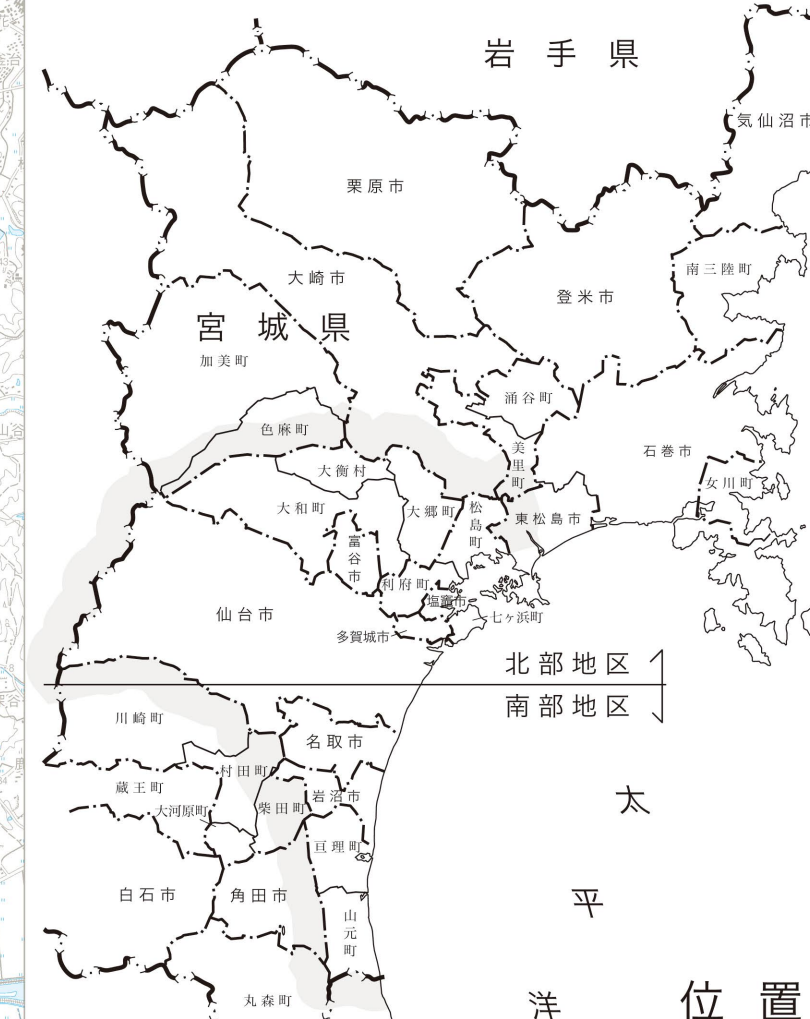 岩手県
気仙沼市
栗原市
南三陸町
大崎市
登米市
宮城県
加美町
涌谷町
色麻町
美里町
石巻市
大衡村
女川町
大和町
大郷町
松島町
東松島市
富谷市
利府町
塩竈市
仙台市
七ヶ浜町
多賀城市
北部地区
南部地区
川崎町
名取市
村田町
蔵王町
岩沼市
大河原町
柴田町
太平洋
亘理町
白石市
角田市
山元町
丸森町
位置